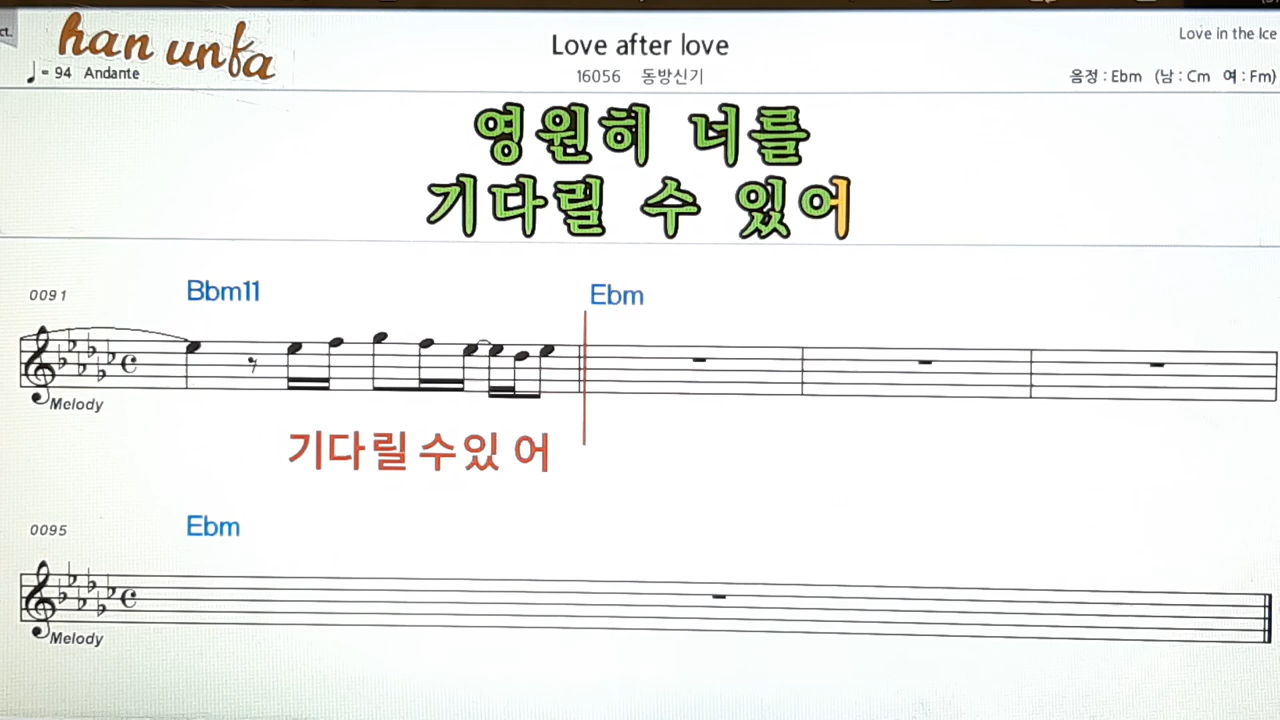 ct.
han unfa
Love after love
Love in the Ice
♩= 94 Andante
16056 동방신기
음정 : Ebm (남 : Cm 여 : Fm)
영원히 너를
기다릴 수 있어
0091
Bbm11
Ebm
Melody
기다릴 수있 어
0095
Ebm
Melody